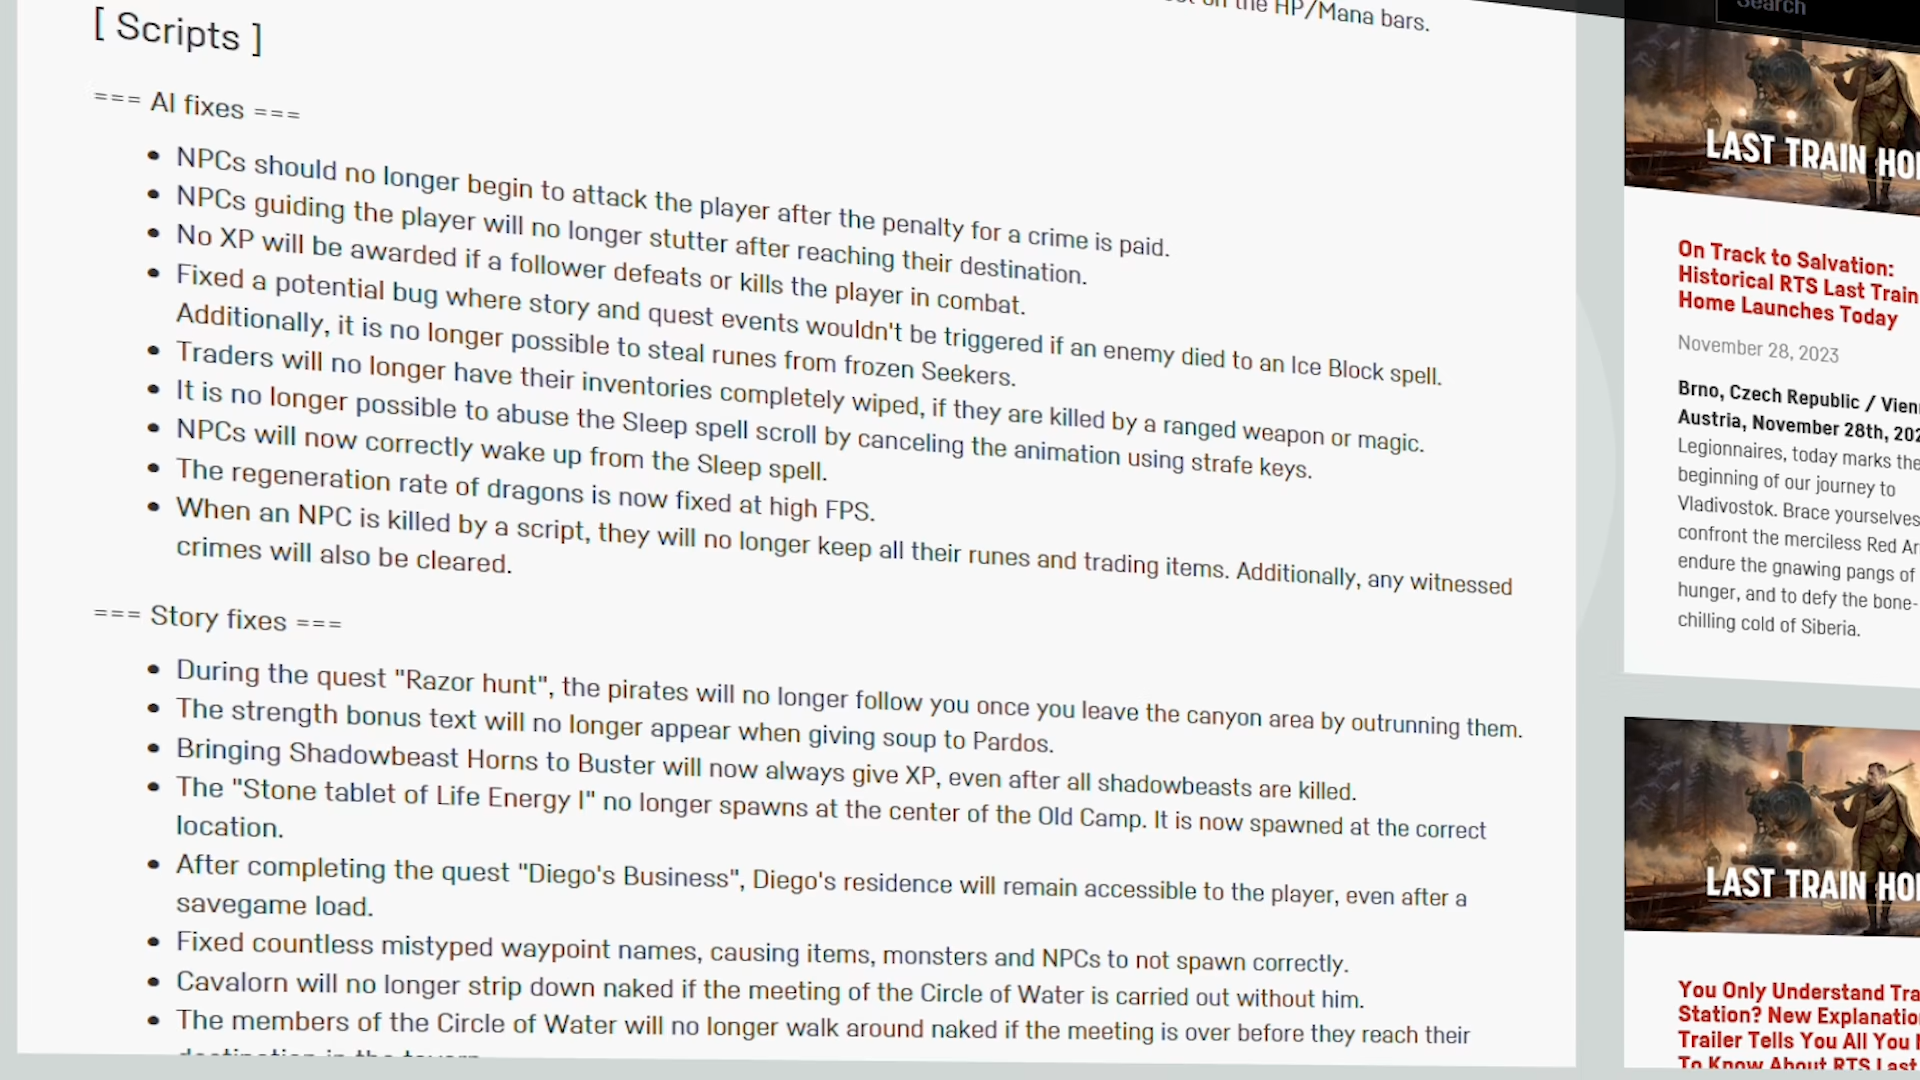 the HP/Mana bars.
[ Scripts ]
=== AI fixes ===
• NPCs should no longer begin to attack the player after the penalty for a crime is paid.
• NPCs guiding the player will no longer stutter after reaching their destination.
• No XP will be awarded if a follower defeats or kills the player in combat.
• Fixed a potential bug where story and quest events wouldn't be triggered if an enemy died to an Ice Block spell.
Additionally, it is no longer possible to steal runes from frozen Seekers.
• Traders will no longer have their inventories completely wiped, if they are killed by a ranged weapon or magic.
• It is no longer possible to abuse the Sleep spell scroll by canceling the animation using strafe keys.
• NPCs will now correctly wake up from the Sleep spell.
• The regeneration rate of dragons is now fixed at high FPS.
• When an NPC is killed by a script, they will no longer keep all their runes and trading items. Additionally, any witnessed
crimes will also be cleared.
=== Story fixes ===
• During the quest "Razor hunt", the pirates will no longer follow you once you leave the canyon area by outrunning them.
• The strength bonus text will no longer appear when giving soup to Pardos.
• Bringing Shadowbeast Horns to Buster will now always give XP, even after all shadowbeasts are killed.
• The "Stone tablet of Life Energy I" no longer spawns at the center of the Old Camp. It is now spawned at the correct
location.
• After completing the quest "Diego's Business", Diego's residence will remain accessible to the player, even after a
savegame load.
• Fixed countless mistyped waypoint names, causing items, monsters and NPCs to not spawn correctly.
• Cavalorn will no longer strip down naked if the meeting of the Circle of Water is carried out without him.
• The members of the Circle of Water will no longer walk around naked if the meeting is over before they reach their
destination in the tavern.
Search
LAST TRAIN HO
On Track to Salvation:
Historical RTS Last Train
Home Launches Today
November 28, 2023
Brno, Czech Republic / Vien
Austria, November 28th, 202
Legionnaires, today marks the
beginning of our journey to
Vladivostok. Brace yourselves
confront the merciless Red Ar
endure the gnawing pangs of
hunger, and to defy the bone-
chilling cold of Siberia.
LAST TRAIN HO
You Only Understand Tra
Station? New Explanatio
Trailer Tells You All You
To Know About RTS Last